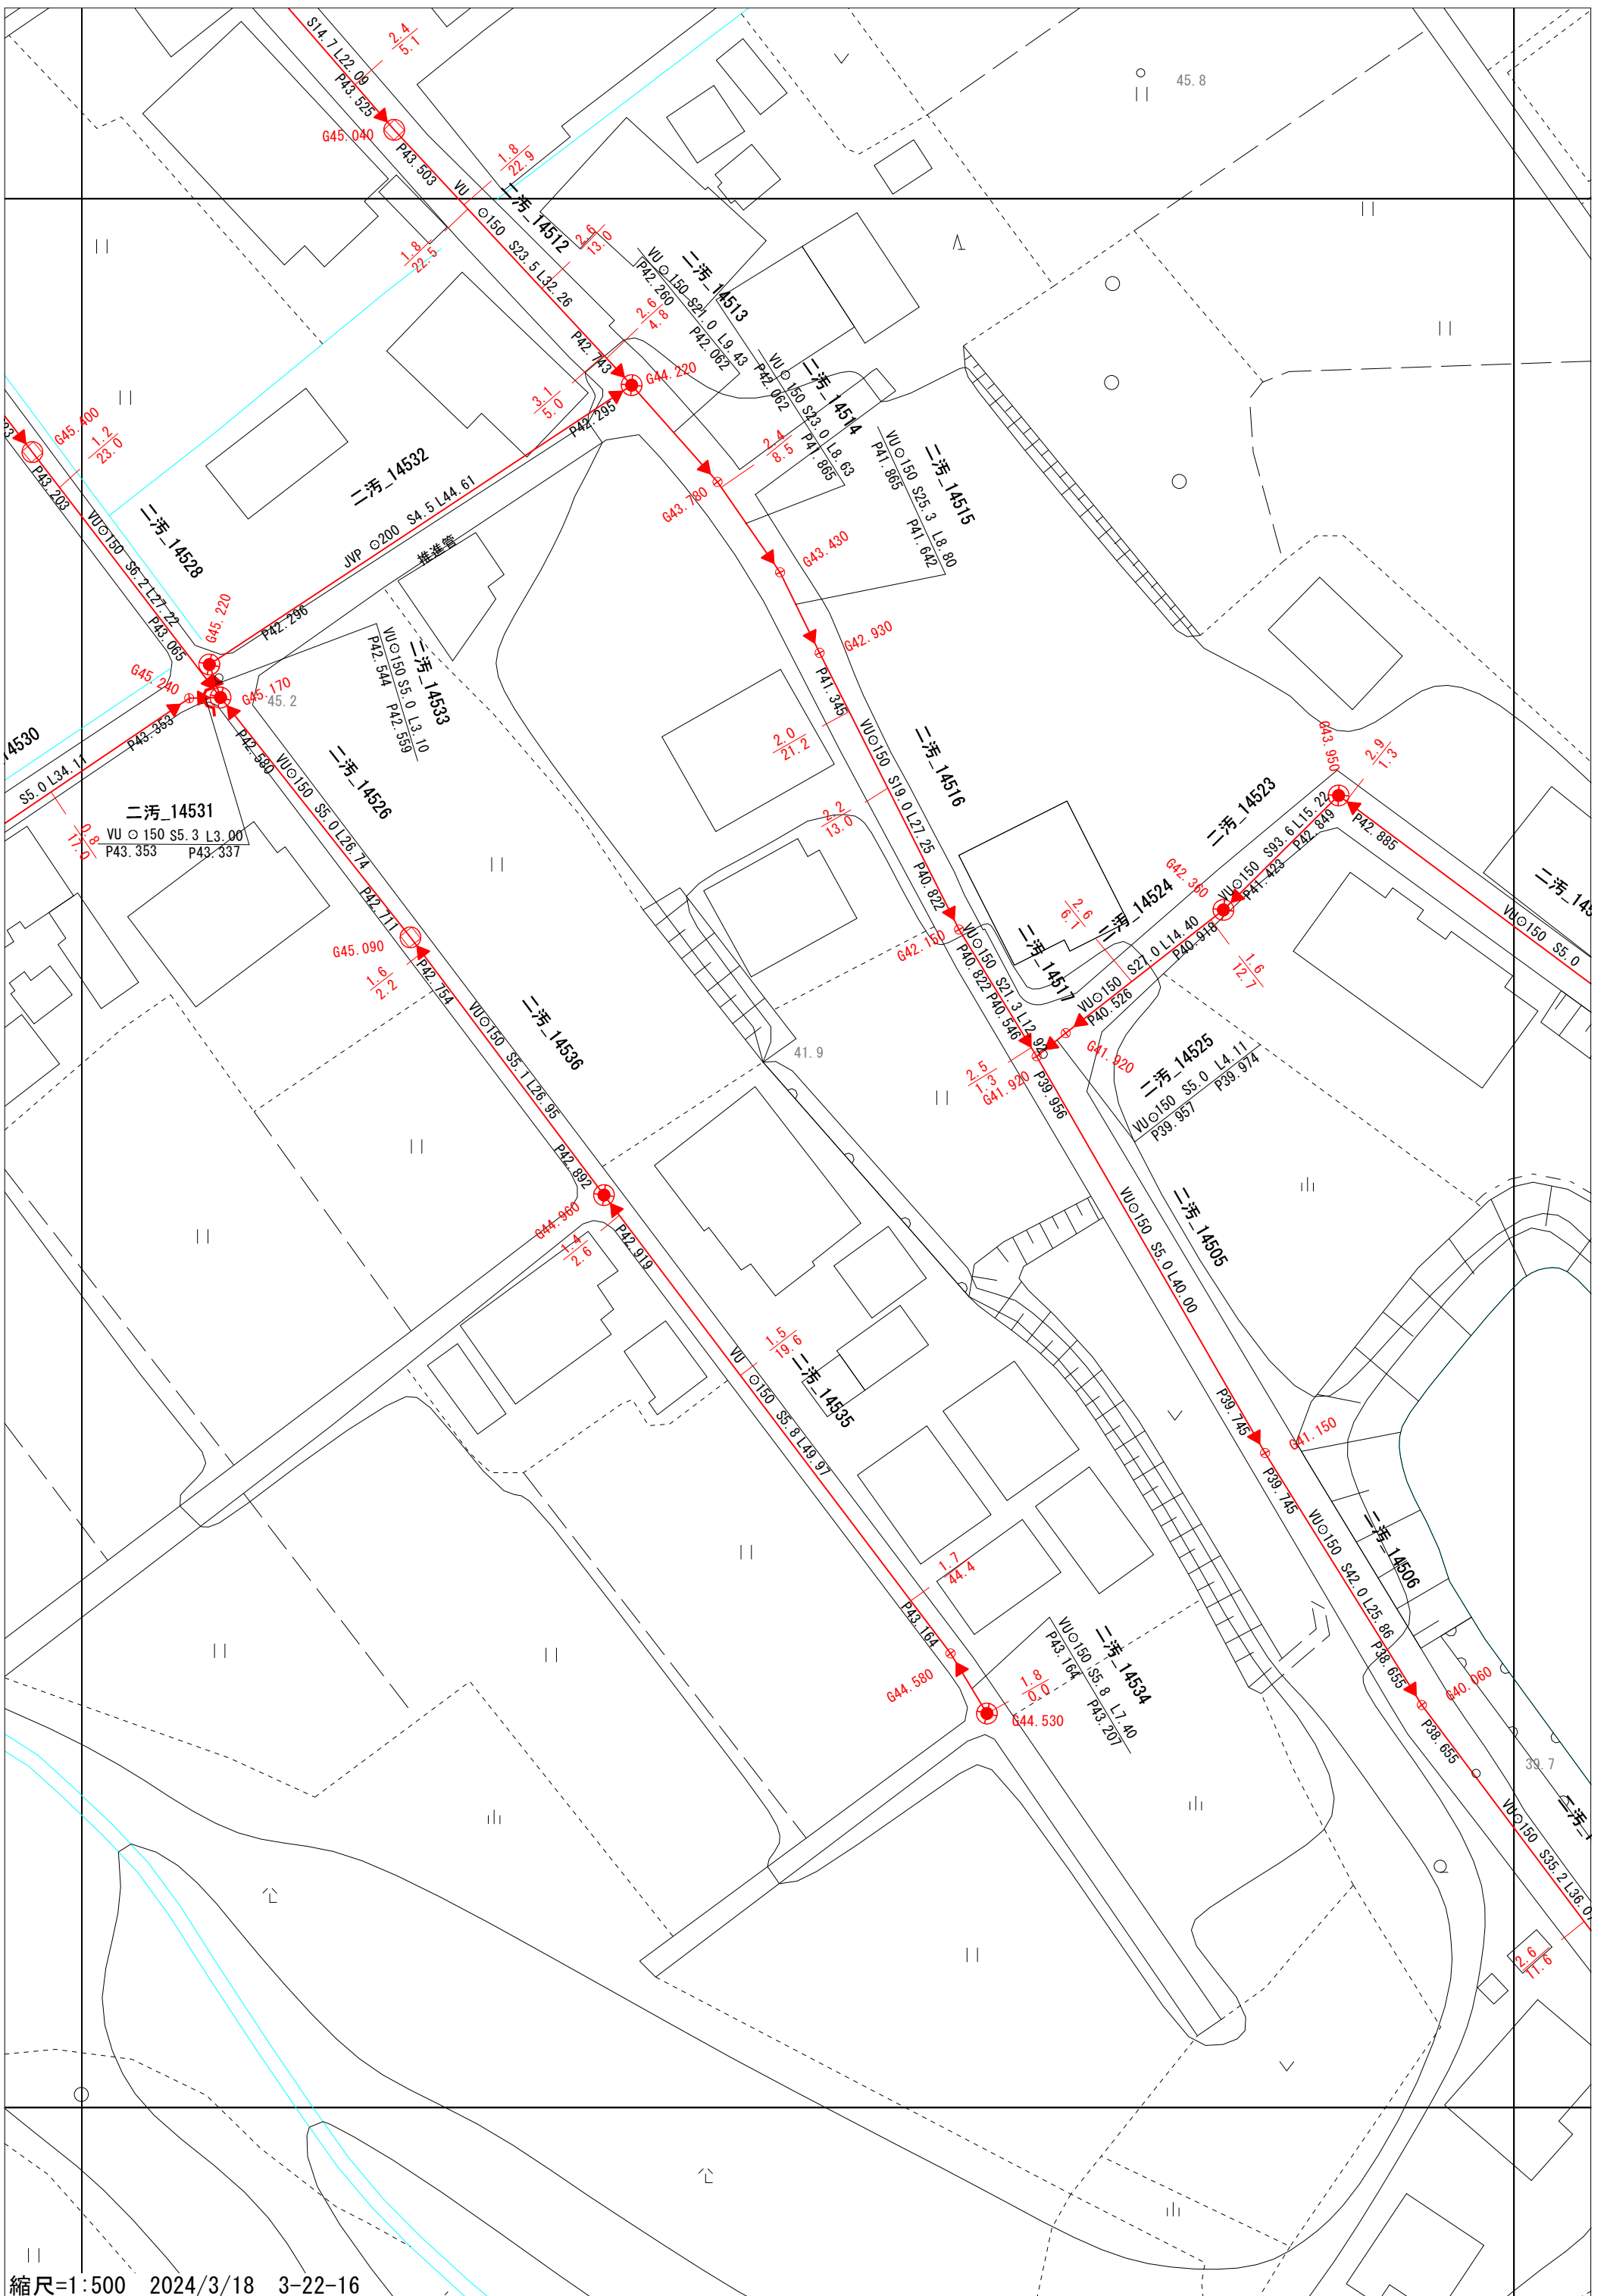 S14.7 L22.09
P43.525
2.4
5.1
G45.040
P43.503
1.8
22.9
45.8
VU ⊙150 S23.5 L32.26
二汚_14512
1.8
22.5
2.6
13.0
2.6
4.8
P42.743
G44.220
二汚_14513
VU ⊙150 S21.0 L9.43
P42.260 P42.062
二汚_14514
VU ⊙150 S23.0 L8.63
P42.062 P41.865
二汚_14515
VU⊙150 S25.3 L8.80
P41.865 P41.642
3.1
5.0
P42.295
2.4
8.5
G43.780
G43.430
G42.930
G45.400
1.2
23.0
P43.203
二汚_14528
VU⊙150 S6.2 L27.22
P43.065
二汚_14532
JVP ⊙200 S4.5 L44.61
推進管
P42.296
G45.220
G45.240
G45.170
45.2
二汚_14533
VU⊙150 S5.0 L3.10
P42.544 P42.559
14530
P43.353
S5.0 L34.11
0.8
17.0
二汚_14531
VU ⊙ 150 S5.3 L3.00
P43.353 P43.337
P42.580
VU⊙150 S5.0 L26.74
二汚_14526
P42.711
G45.090
1.6
2.2
P42.754
VU⊙150 S5.1 L26.95
二汚_14536
P42.892
G44.960
1.4
2.6
P42.919
1.5
19.6
VU ⊙150 S5.8 L49.97
二汚_14535
1.7
44.4
P43.164
G44.580
1.8
0.0
G44.530
二汚_14534
VU⊙150 S5.8 L7.40
P43.164 P43.207
P41.345
2.0
21.2
VU⊙150 S19.0 L27.25
二汚_14516
2.2
13.0
P40.822
G42.150
VU⊙150 S21.3 L12.92
P40.822 P40.546
二汚_14517
2.6
6.1
二汚_14524
VU⊙150 S27.0 L14.40
P40.526 P40.918
G42.360
二汚_14523
VU⊙150 S93.6 L15.22
P41.423 P42.849
G43.950
2.9
1.3
P42.885
VU⊙150 S5.0
1.6
12.7
41.9
2.5
1.3
G41.920
G41.920
二汚_14525
VU⊙150 S5.0 L4.11
P39.957 P39.974
P39.956
VU⊙150 S5.0 L40.00
二汚_14505
P39.745
G41.150
P39.745
VU⊙150 S42.0 L25.86
二汚_14506
P38.655
G40.060
P38.655
39.7
VU⊙150 S35.2
2.6
11.6
縮尺=1:500 2024/3/18 3-22-16